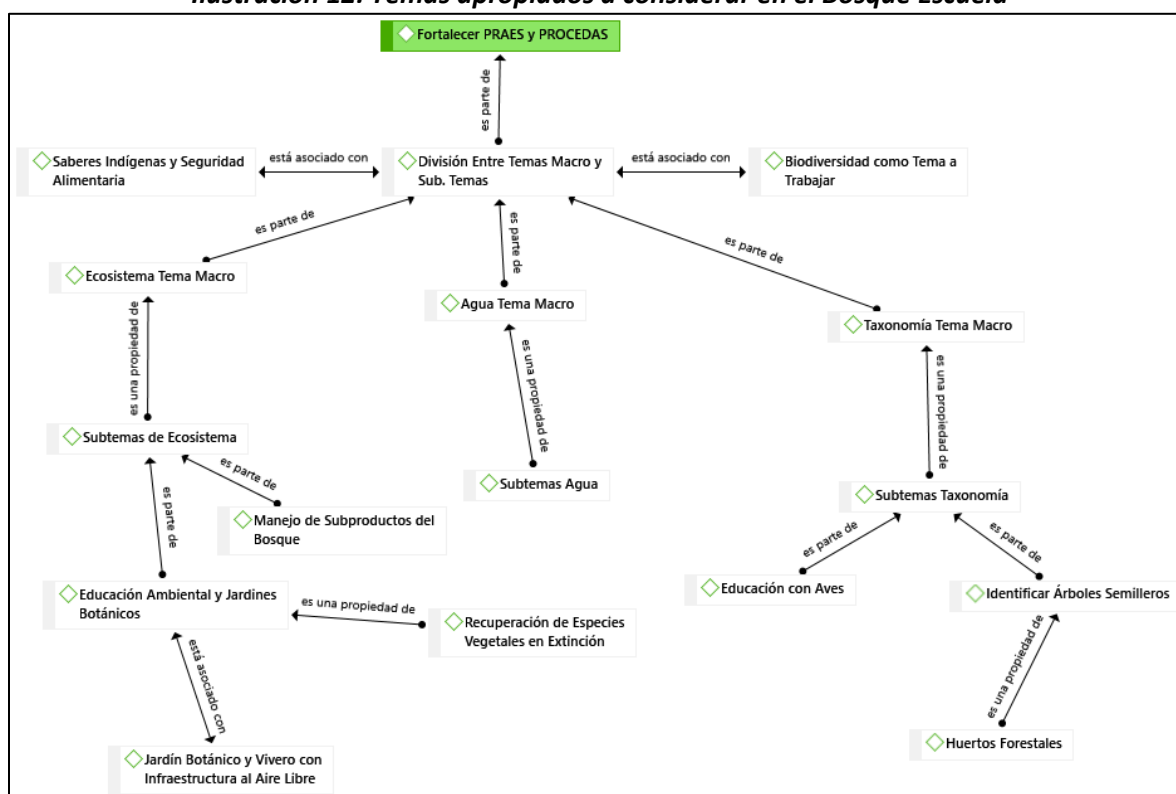 Ilustración 12. Temas apropiados a considerar en el Bosque Escuela
Fortalecer PRAES y PROCEDAS
es parte de
Saberes Indígenas y Seguridad
Alimentaria
está asociado con
División Entre Temas Macro y
Sub. Temas
está asociado con
Biodiversidad como Tema a
Trabajar
es parte de
es parte de
es parte de
Ecosistema Tema Macro
Agua Tema Macro
Taxonomía Tema Macro
es una propiedad de
es una propiedad de
es una propiedad de
Subtemas de Ecosistema
Subtemas Agua
Subtemas Taxonomía
es parte de
es parte de
Manejo de Subproductos del
Bosque
es parte de
es parte de
Educación Ambiental y Jardines
Botánicos
es una propiedad de
Recuperación de Especies
Vegetales en Extinción
Educación con Aves
Identificar Árboles Semilleros
está asociado con
es una propiedad de
Jardín Botánico y Vivero con
Infraestructura al Aire Libre
Huertos Forestales